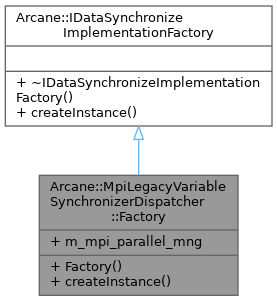 Arcane::IDataSynchronize
ImplementationFactory
+ ~IDataSynchronizeImplementation
Factory()
+ createInstance()
Arcane::MpiLegacyVariable
SynchronizerDispatcher
::Factory
+ m_mpi_parallel_mng
+ Factory()
+ createInstance()